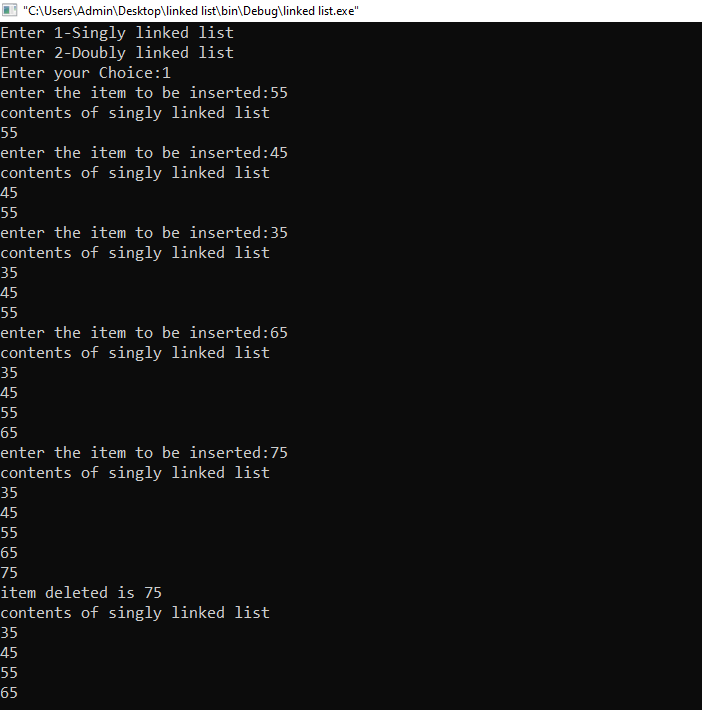 "C:\Users\Admin\Desktop\linked list\bin\Debug\linked list.exe"
Enter 1-Singly linked list
Enter 2-Doubly linked list
Enter your Choice:1
enter the item to be inserted:55
contents of singly linked list
55
enter the item to be inserted:45
contents of singly linked list
45
55
enter the item to be inserted:35
contents of singly linked list
35
45
55
enter the item to be inserted:65
contents of singly linked list
35
45
55
65
enter the item to be inserted:75
contents of singly linked list
35
45
55
65
75
item deleted is 75
contents of singly linked list
35
45
55
65